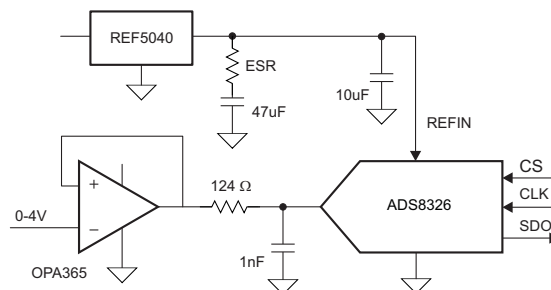 REF5040
ESR
47uF
10uF
REFIN
+
−
0-4V
OPA365
124 Ω
1nF
ADS8326
CS
CLK
SDO